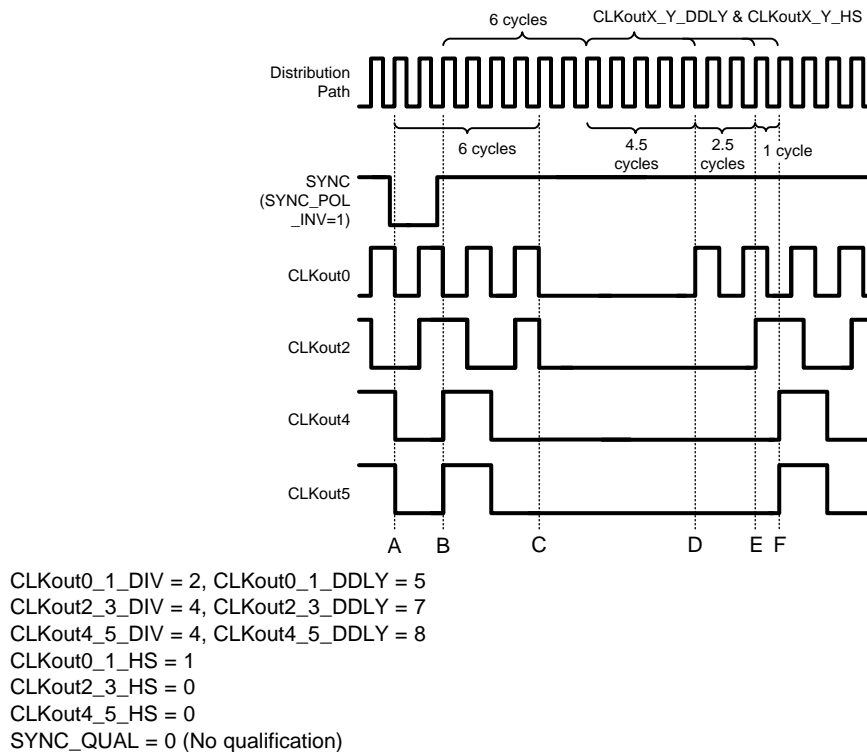 6 cycles
CLKoutX_Y_DDLY & CLKoutX_Y_HS
Distribution
Path
6 cycles
4.5
cycles
2.5
cycles
1 cycle
SYNC
(SYNC_POL
_INV=1)
CLKout0
CLKout2
CLKout4
CLKout5
A B C D E F
CLKout0_1_DIV = 2, CLKout0_1_DDLY = 5
CLKout2_3_DIV = 4, CLKout2_3_DDLY = 7
CLKout4_5_DIV = 4, CLKout4_5_DDLY = 8
CLKout0_1_HS = 1
CLKout2_3_HS = 0
CLKout4_5_HS = 0
SYNC_QUAL = 0 (No qualification)